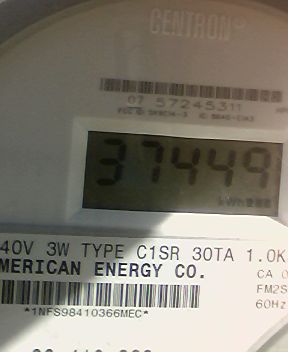 CENTRON®
07 57245311
37449
kWh
40V 3W TYPE C1SR 30TA 1.0K
MERICAN ENERGY CO.
CA 0
FM2S
60Hz
*1NFS98410366MEC*